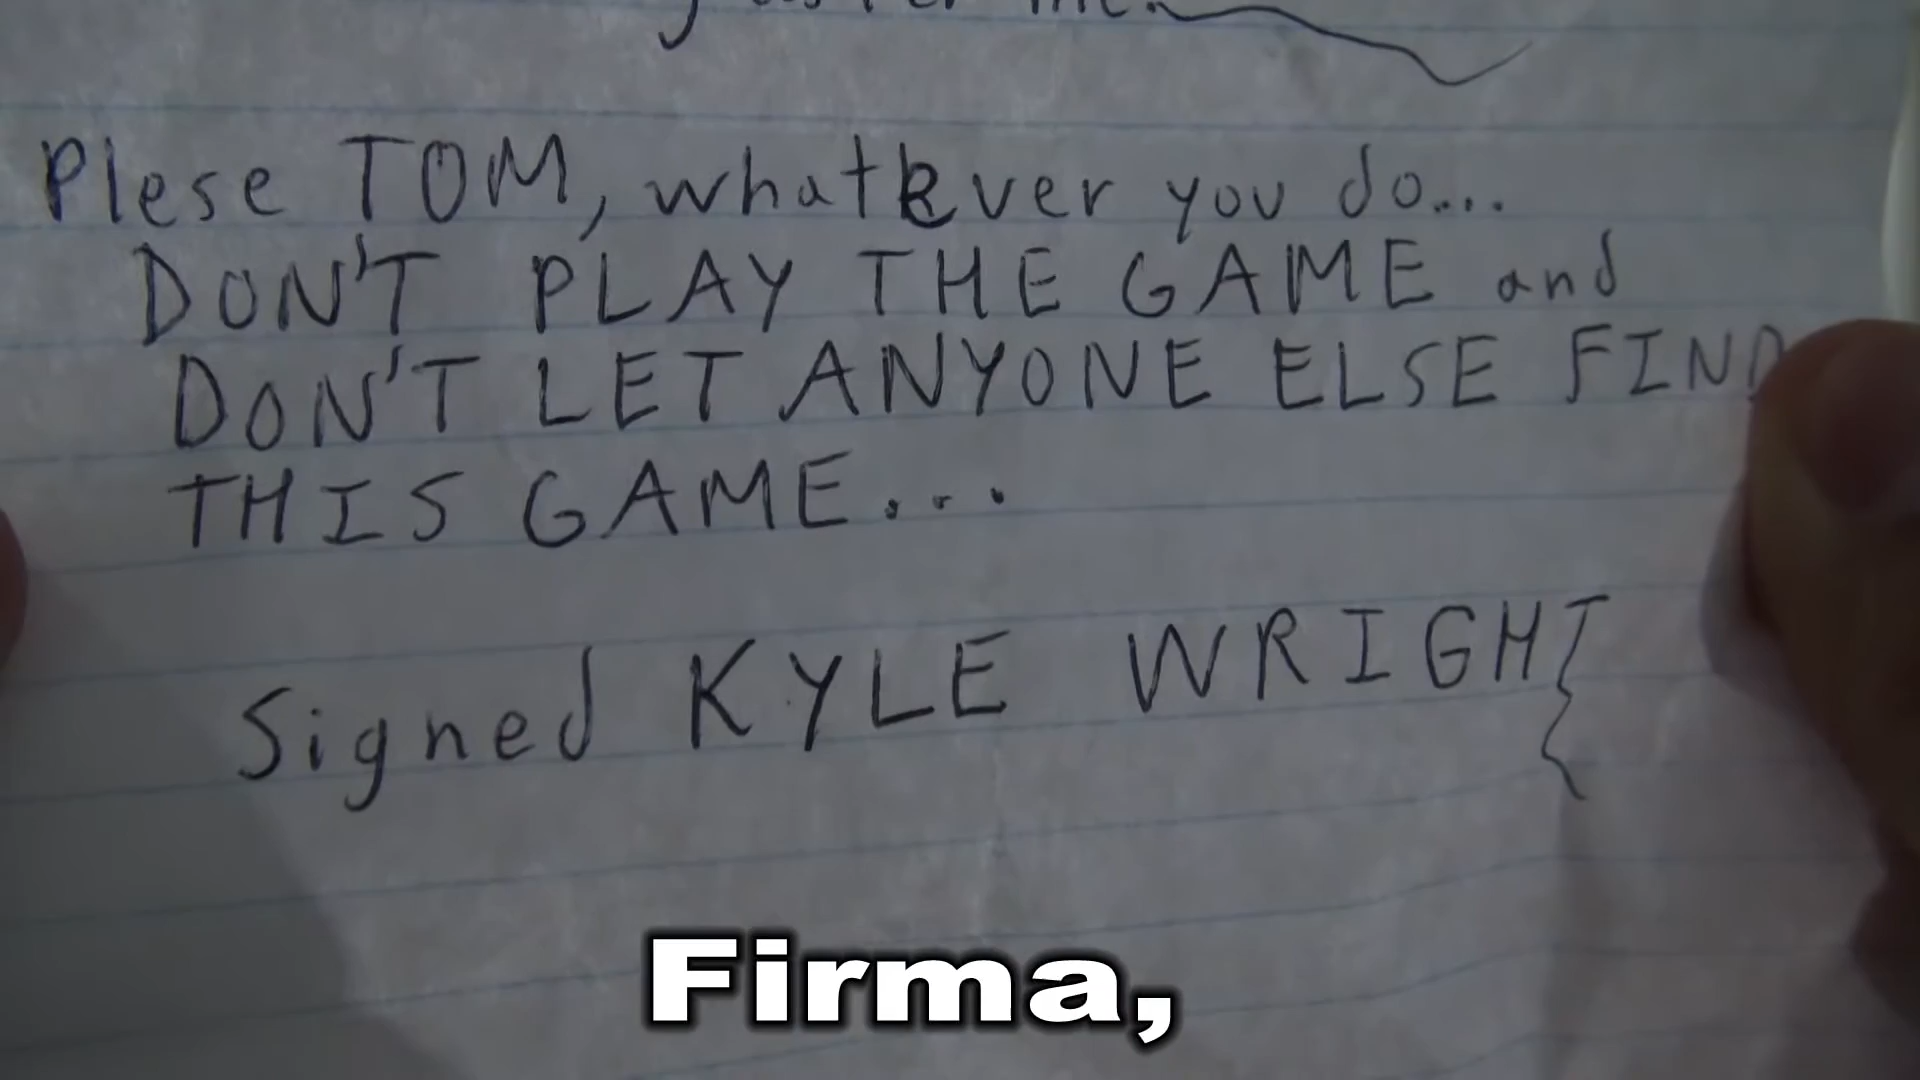 Plese TOM, whatever you do...
DON'T PLAY THE GAME and
DON'T LET ANYONE ELSE FIND
THIS GAME...
Signed KYLE WRIGHT
Firma,